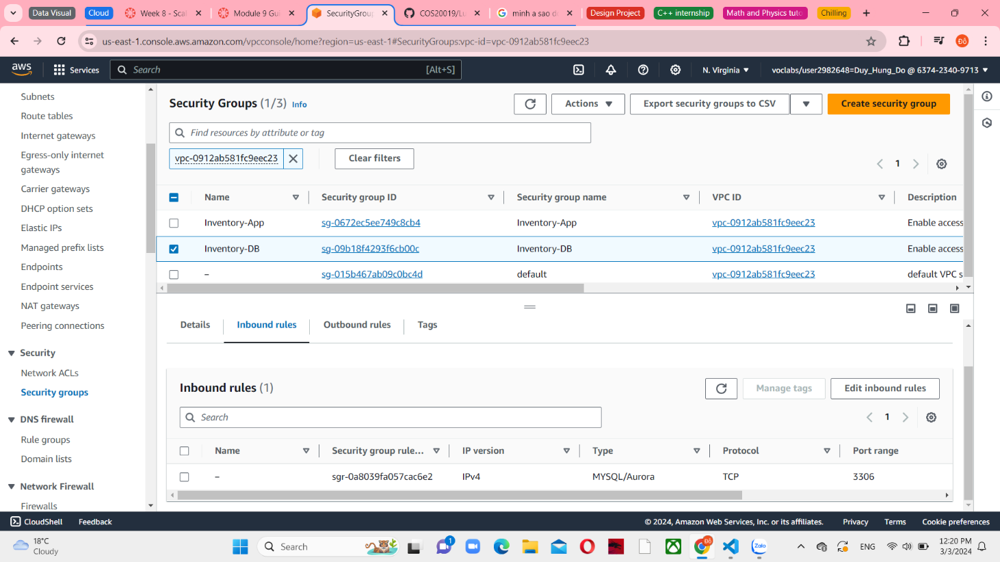 Data Visual
Cloud
Week 8 - Scal
Module 9 Gui
SecurityGroup
COS20019/Lu
minh a sao de
Design Project
C++ internship
Math and Physics tuto
Chilling
us-east-1.console.aws.amazon.com/vpcconsole/home?region=us-east-1#SecurityGroups:vpc-id=vpc-0912ab581fc9eec23
aws
Services
Search
[Alt+S]
N. Virginia
voclabs/user2982648=Duy_Hung_Do @ 6374-2340-9713
Subnets
Route tables
Internet gateways
Egress-only internet
gateways
Carrier gateways
DHCP option sets
Elastic IPs
Managed prefix lists
Endpoints
Endpoint services
NAT gateways
Peering connections
Security
Network ACLs
Security groups
DNS firewall
Rule groups
Domain lists
Network Firewall
Firewalls
Security Groups (1/3) Info
Actions
Export security groups to CSV
Create security group
Find resources by attribute or tag
vpc-0912ab581fc9eec23
Clear filters
1
Name Security group ID Security group name VPC ID Description
Inventory-App sg-0672ec5ee749c8cb4 Inventory-App vpc-0912ab581fc9eec23 Enable access
Inventory-DB sg-09b18f4293f6cb00c Inventory-DB vpc-0912ab581fc9eec23 Enable access
– sg-015b467ab09c0bc4d default vpc-0912ab581fc9eec23 default VPC s
Details
Inbound rules
Outbound rules
Tags
Inbound rules (1)
Manage tags
Edit inbound rules
Search
1
Name Security group rule... IP version Type Protocol Port range
– sgr-0a8039fa057cac6e2 IPv4 MYSQL/Aurora TCP 3306
CloudShell
Feedback
© 2024, Amazon Web Services, Inc. or its affiliates.
Privacy
Terms
Cookie preferences
18°C
Cloudy
Search
1
Đỗ
Zalo
ENG
12:20 PM
3/3/2024